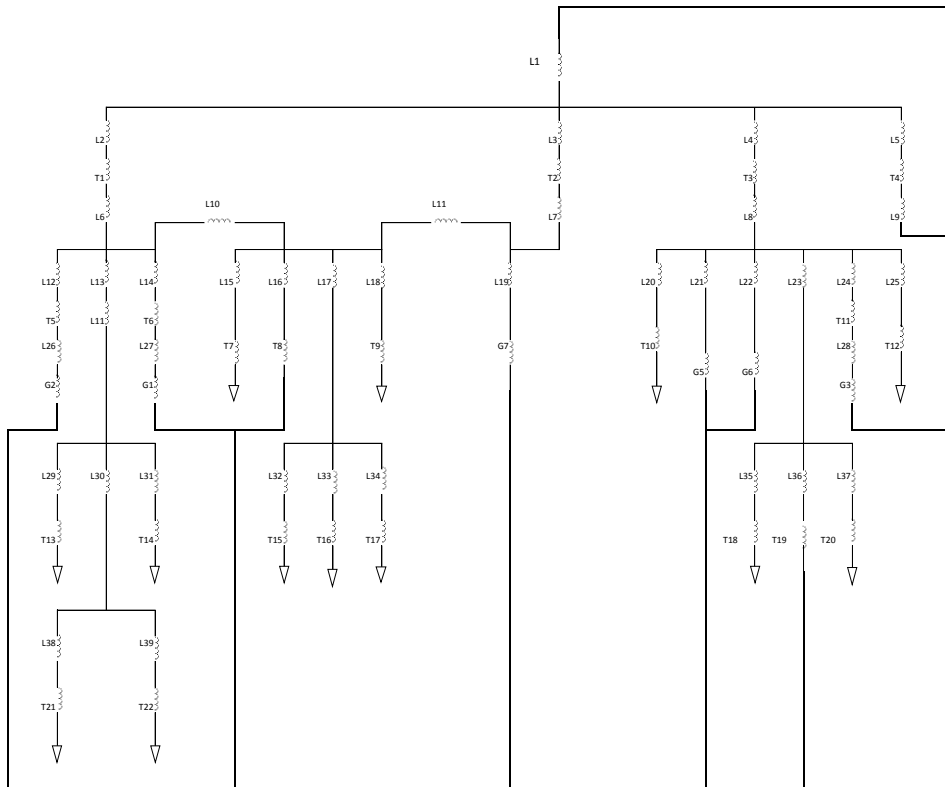 L1
L2 L3 L4 L5
T1 T2 T3 T4
L6 L7 L8 L9
L10 L11
L12 L13 L14 L15 L16 L17 L18 L19 L20 L21 L22 L23 L24 L25
T5 L11 T6 T11
L26 L27 T7 T8 T9 G7 T10 L28 T12
G2 G1 G5 G6 G3
L29 L30 L31 L32 L33 L34 L35 L36 L37
T13 T14 T15 T16 T17 T18 T19 T20
L38 L39
T21 T22